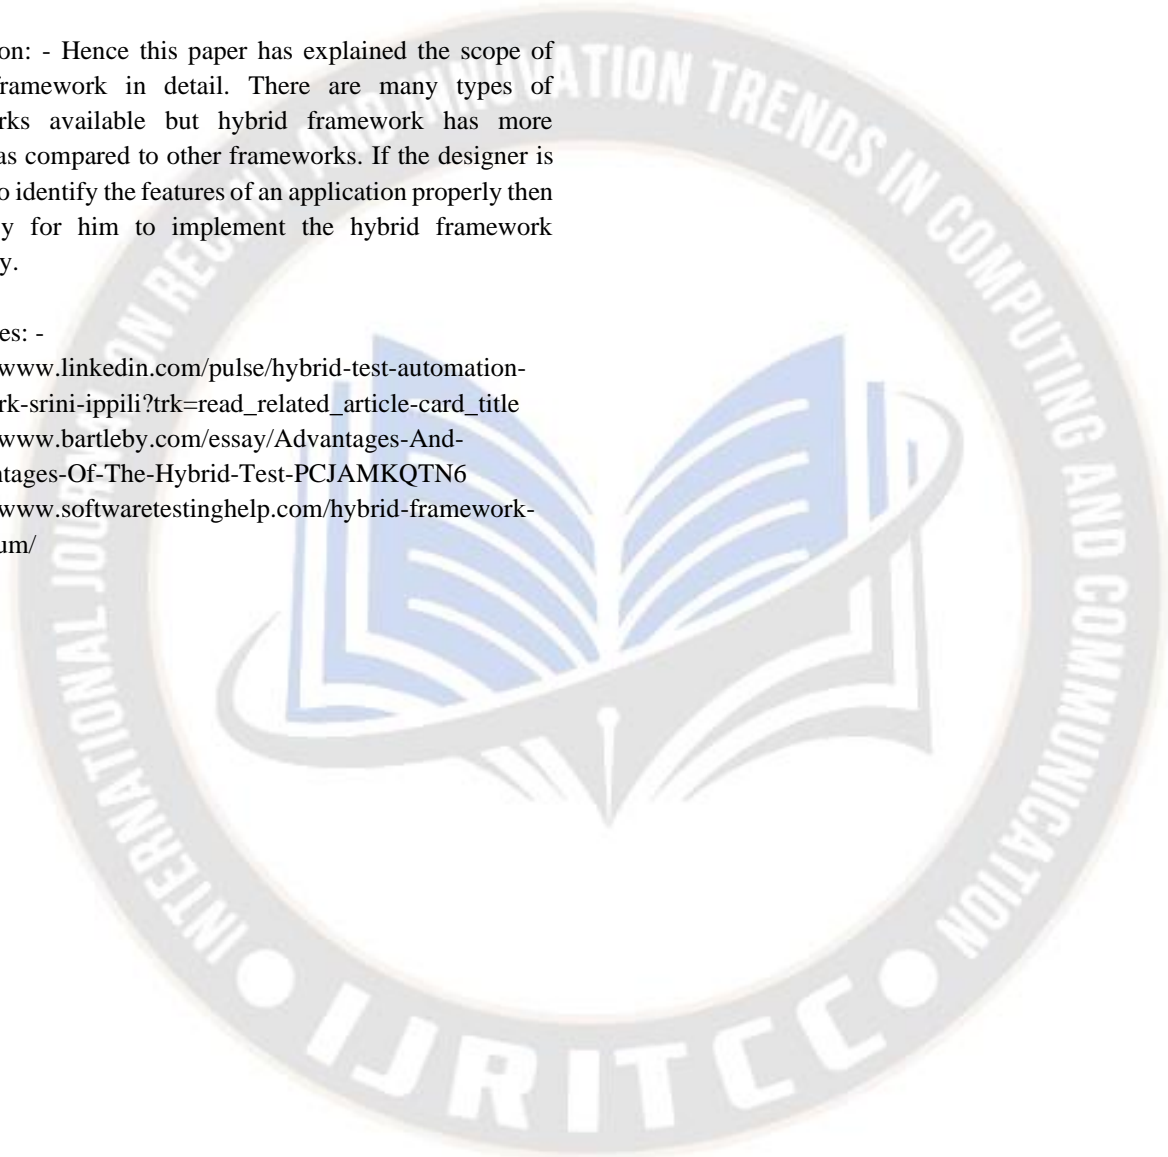 on: - Hence this paper has explained the scope of
ramework in detail. There are many types of
rks available but hybrid framework has more
as compared to other frameworks. If the designer is
o identify the features of an application properly then
y for him to implement the hybrid framework
y.
es: -
www.linkedin.com/pulse/hybrid-test-automation-
rk-srini-ippili?trk=read_related_article-card_title
www.bartleby.com/essay/Advantages-And-
ntages-Of-The-Hybrid-Test-PCJAMKQTN6
www.softwaretestinghelp.com/hybrid-framework-
um/
INTERNATIONAL JOURNAL ON RECENT AND INNOVATION TRENDS IN COMPUTING AND COMMUNICATION
IJRITCC